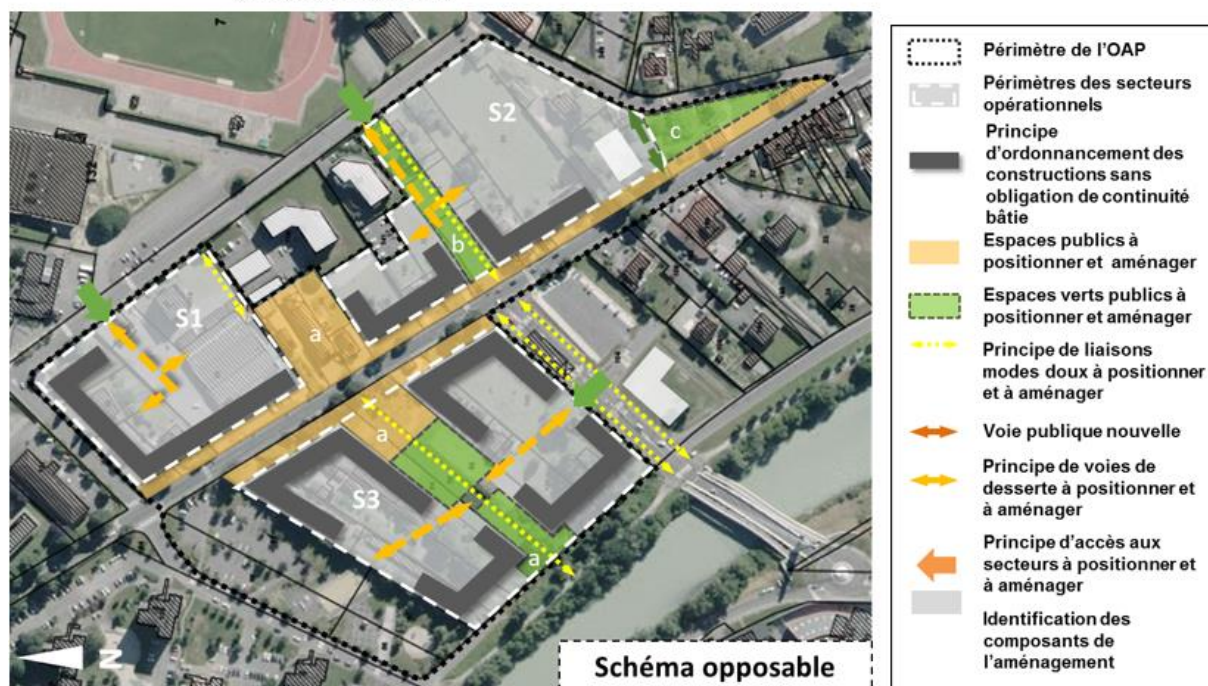 S2
c
b
S1
a
a
S3
a
N
Schéma opposable
Périmètre de l'OAP
Périmètres des secteurs
opérationnels
Principe
d'ordonnancement des
constructions sans
obligation de continuité
bâtie
Espaces publics à
positionner et aménager
Espaces verts publics à
positionner et aménager
Principe de liaisons
modes doux à positionner
et à aménager
Voie publique nouvelle
Principe de voies de
desserte à positionner et
à aménager
Principe d'accès aux
secteurs à positionner et
à aménager
Identification des
composants de
l'aménagement